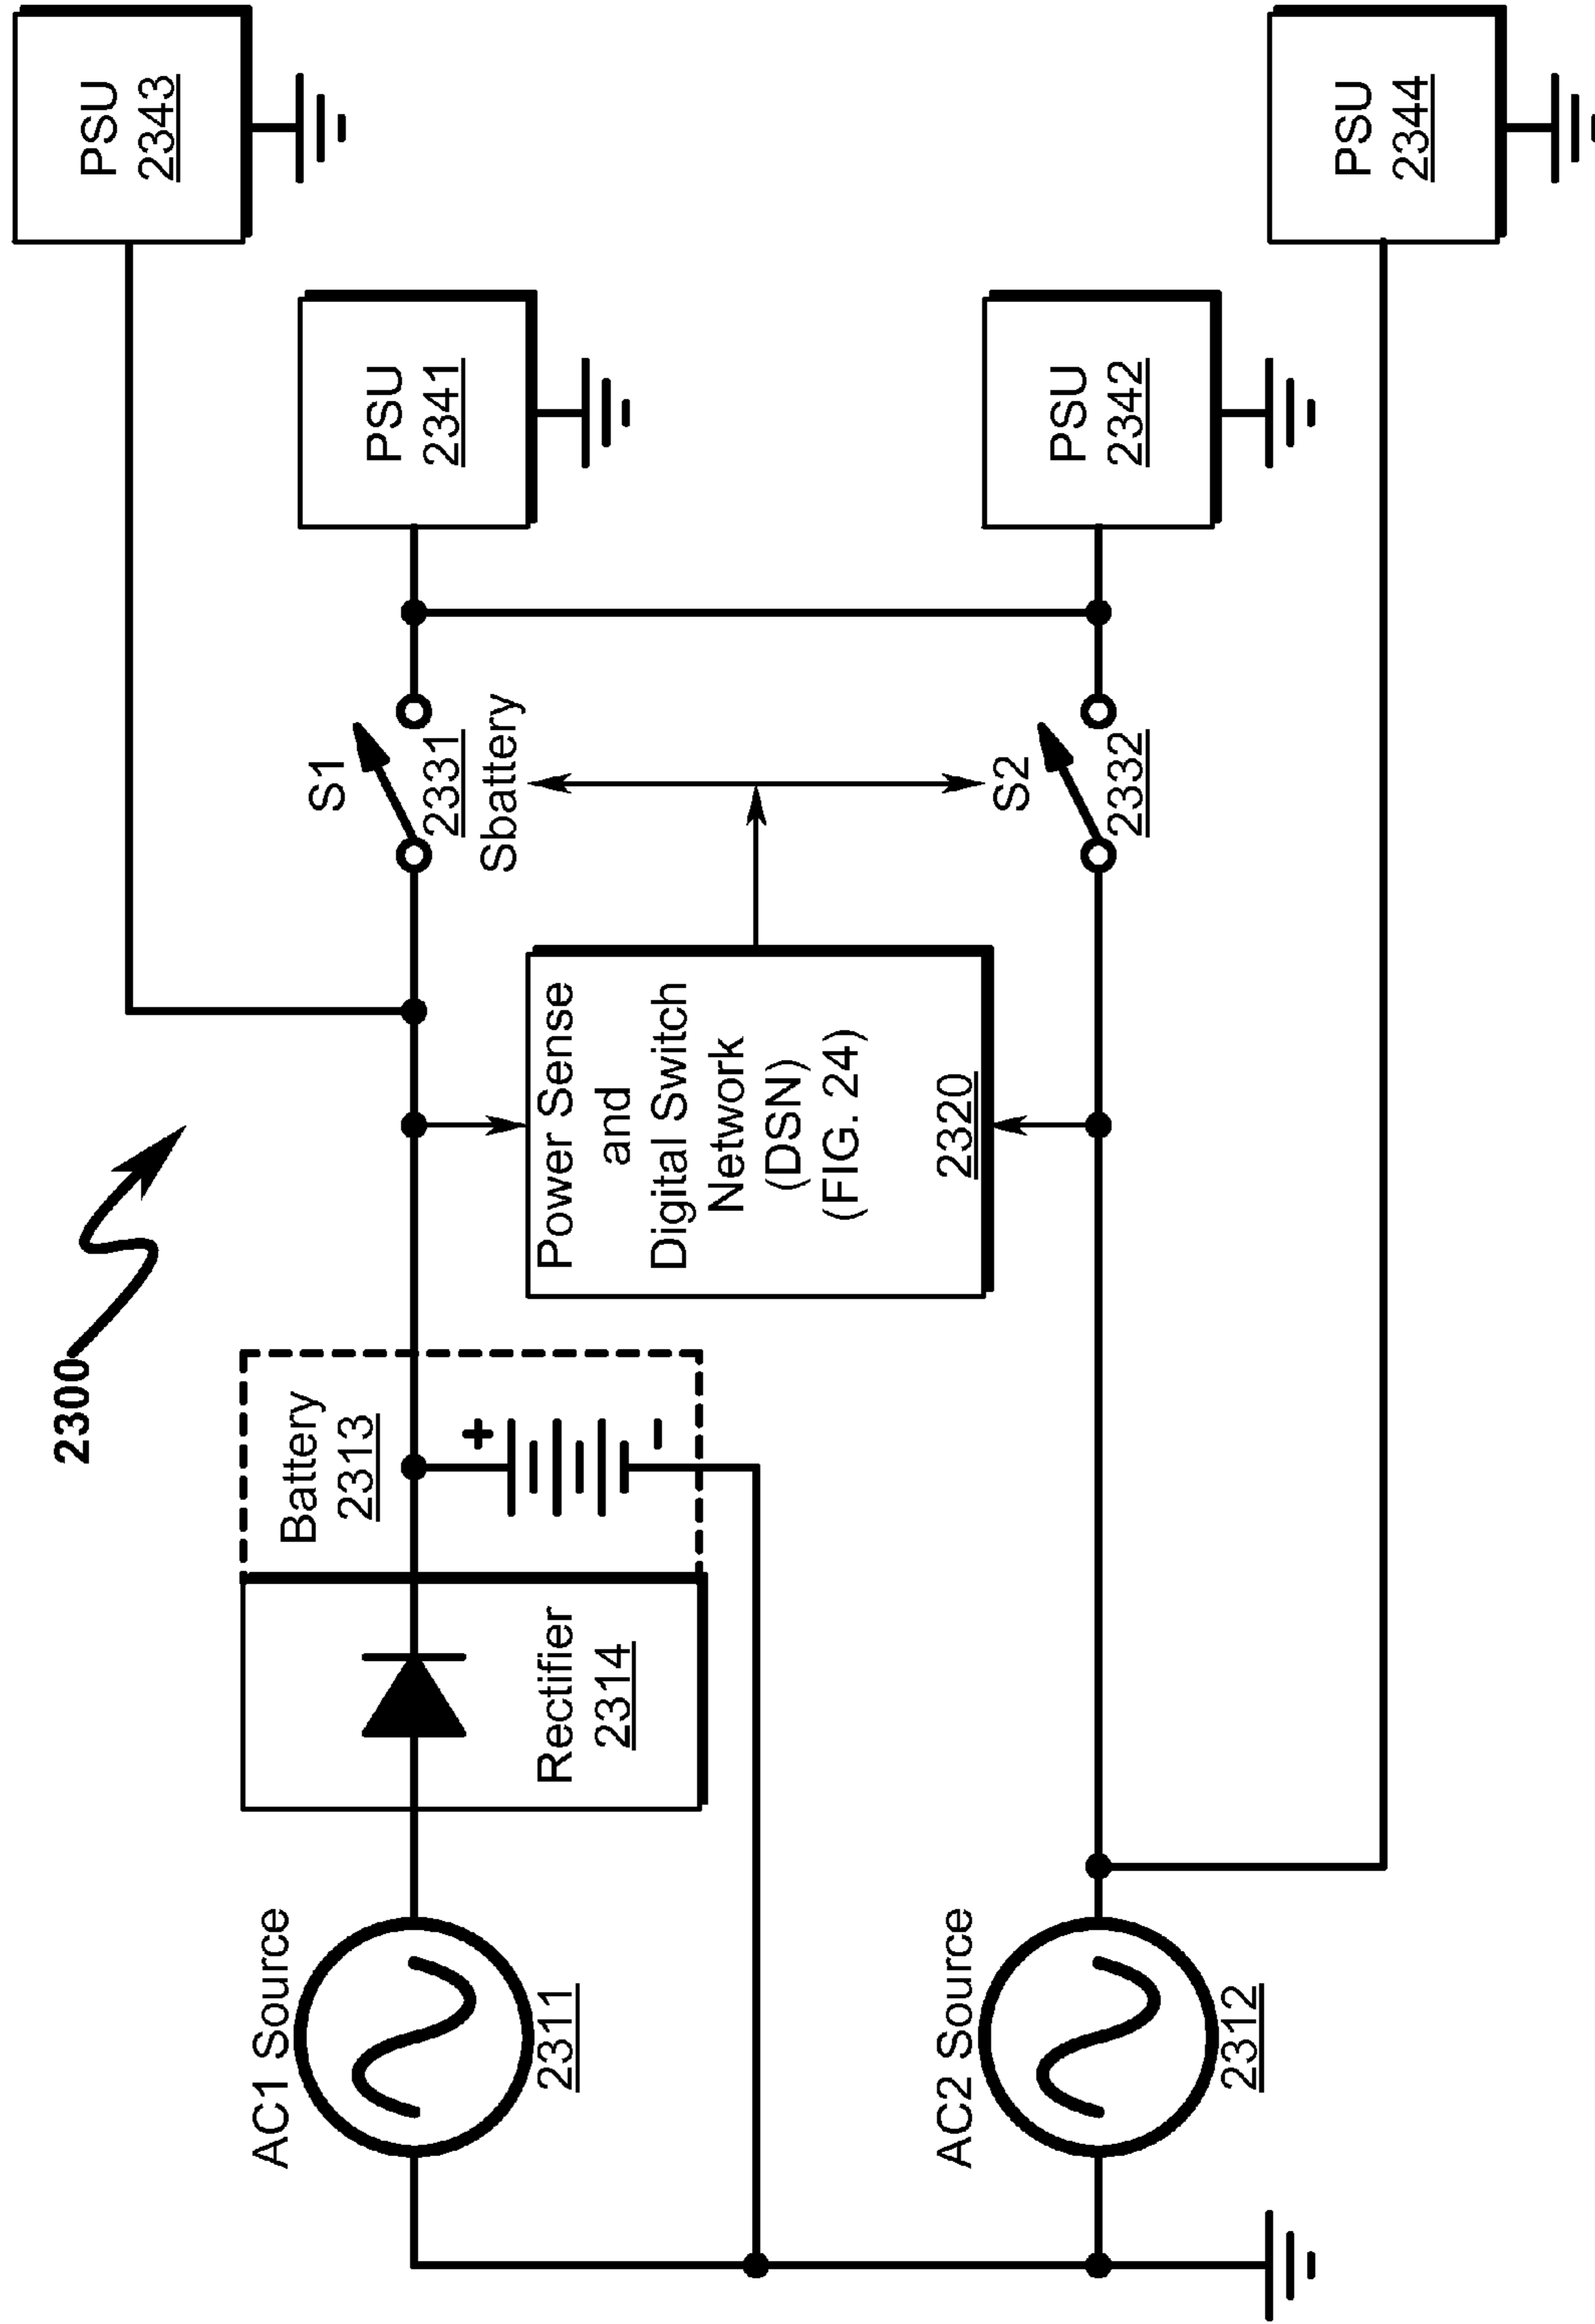 2300
PSU
2343
AC1 Source
2311
Rectifier
2314
Battery
2313
+
-
S1
2331
Sbattery
PSU
2341
Power Sense
and
Digital Switch
Network
(DSN)
(FIG. 24)
2320
AC2 Source
2312
S2
2332
PSU
2342
PSU
2344